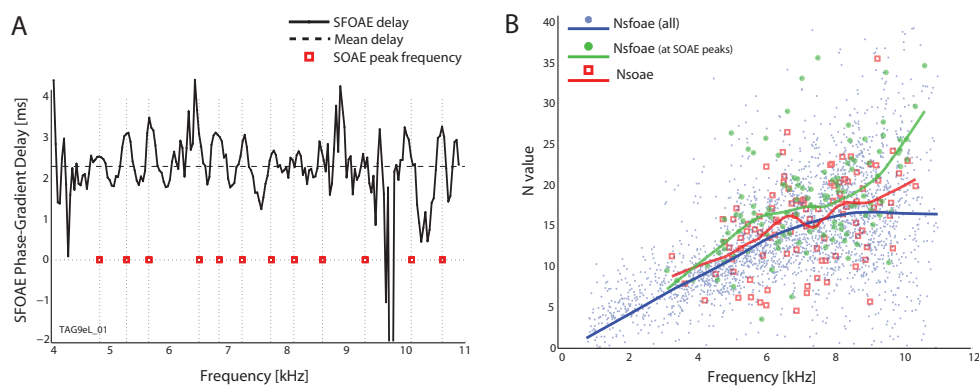 A
SFOAE delay
Mean delay
SOAE peak frequency
SFOAE Phase-Gradient Delay [ms]
4
3
2
1
0
−1
−2
TAG9eL_01
4 5 6 7 8 9 10 11
Frequency [kHz]
B
Nsfoae (all)
Nsfoae (at SOAE peaks)
Nsoae
N value
40
35
30
25
20
15
10
5
0
0 2 4 6 8 10 12
Frequency [kHz]